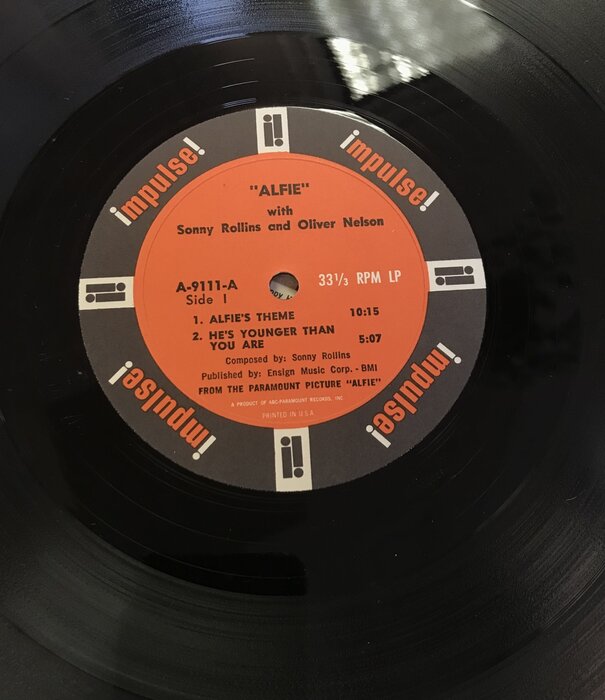 impulse!
impulse!
"ALFIE"
with
Sonny Rollins and Oliver Nelson
A-9111-A
Side 1
33 1/3 RPM LP
1. ALFIE'S THEME 10:15
2. HE'S YOUNGER THAN
YOU ARE 5:07
Composed by: Sonny Rollins
Published by: Ensign Music Corp. - BMI
FROM THE PARAMOUNT PICTURE "ALFIE"
A PRODUCT OF ABC-PARAMOUNT RECORDS, INC.
PRINTED IN U.S.A.
impulse!
impulse!